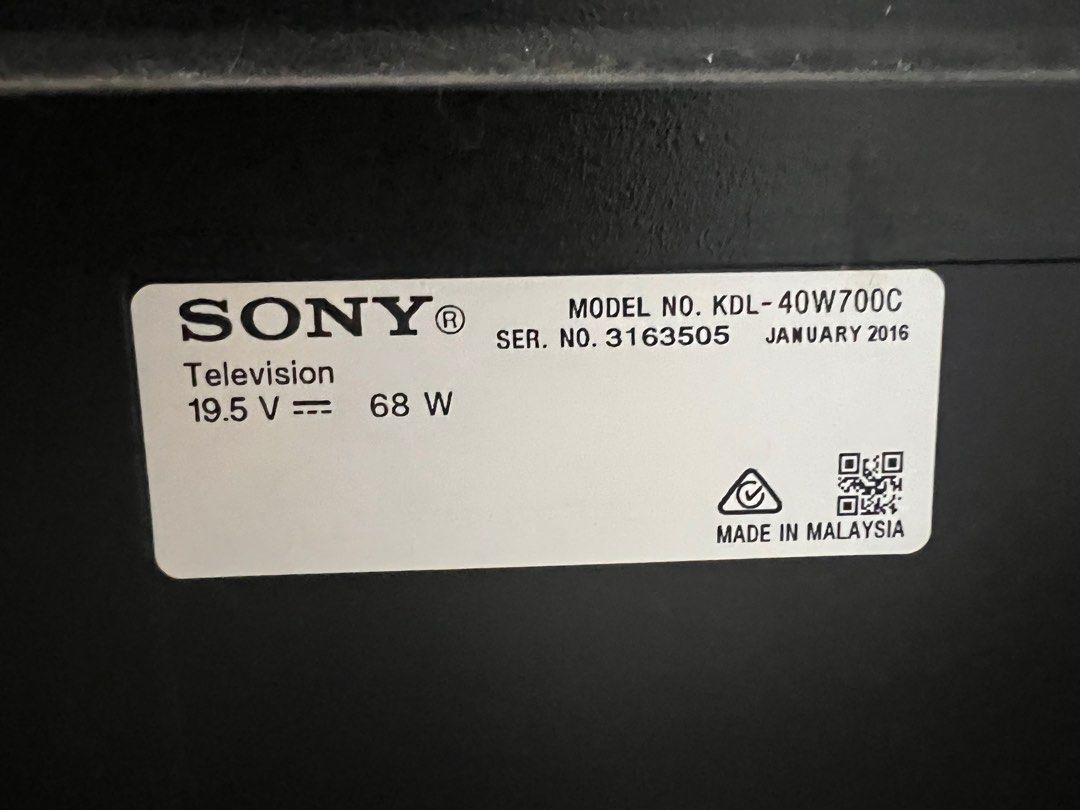 SONY®
MODEL NO. KDL-40W700C
SER. NO. 3163505 JANUARY 2016
Television
19.5 V ⎓ 68 W
MADE IN MALAYSIA